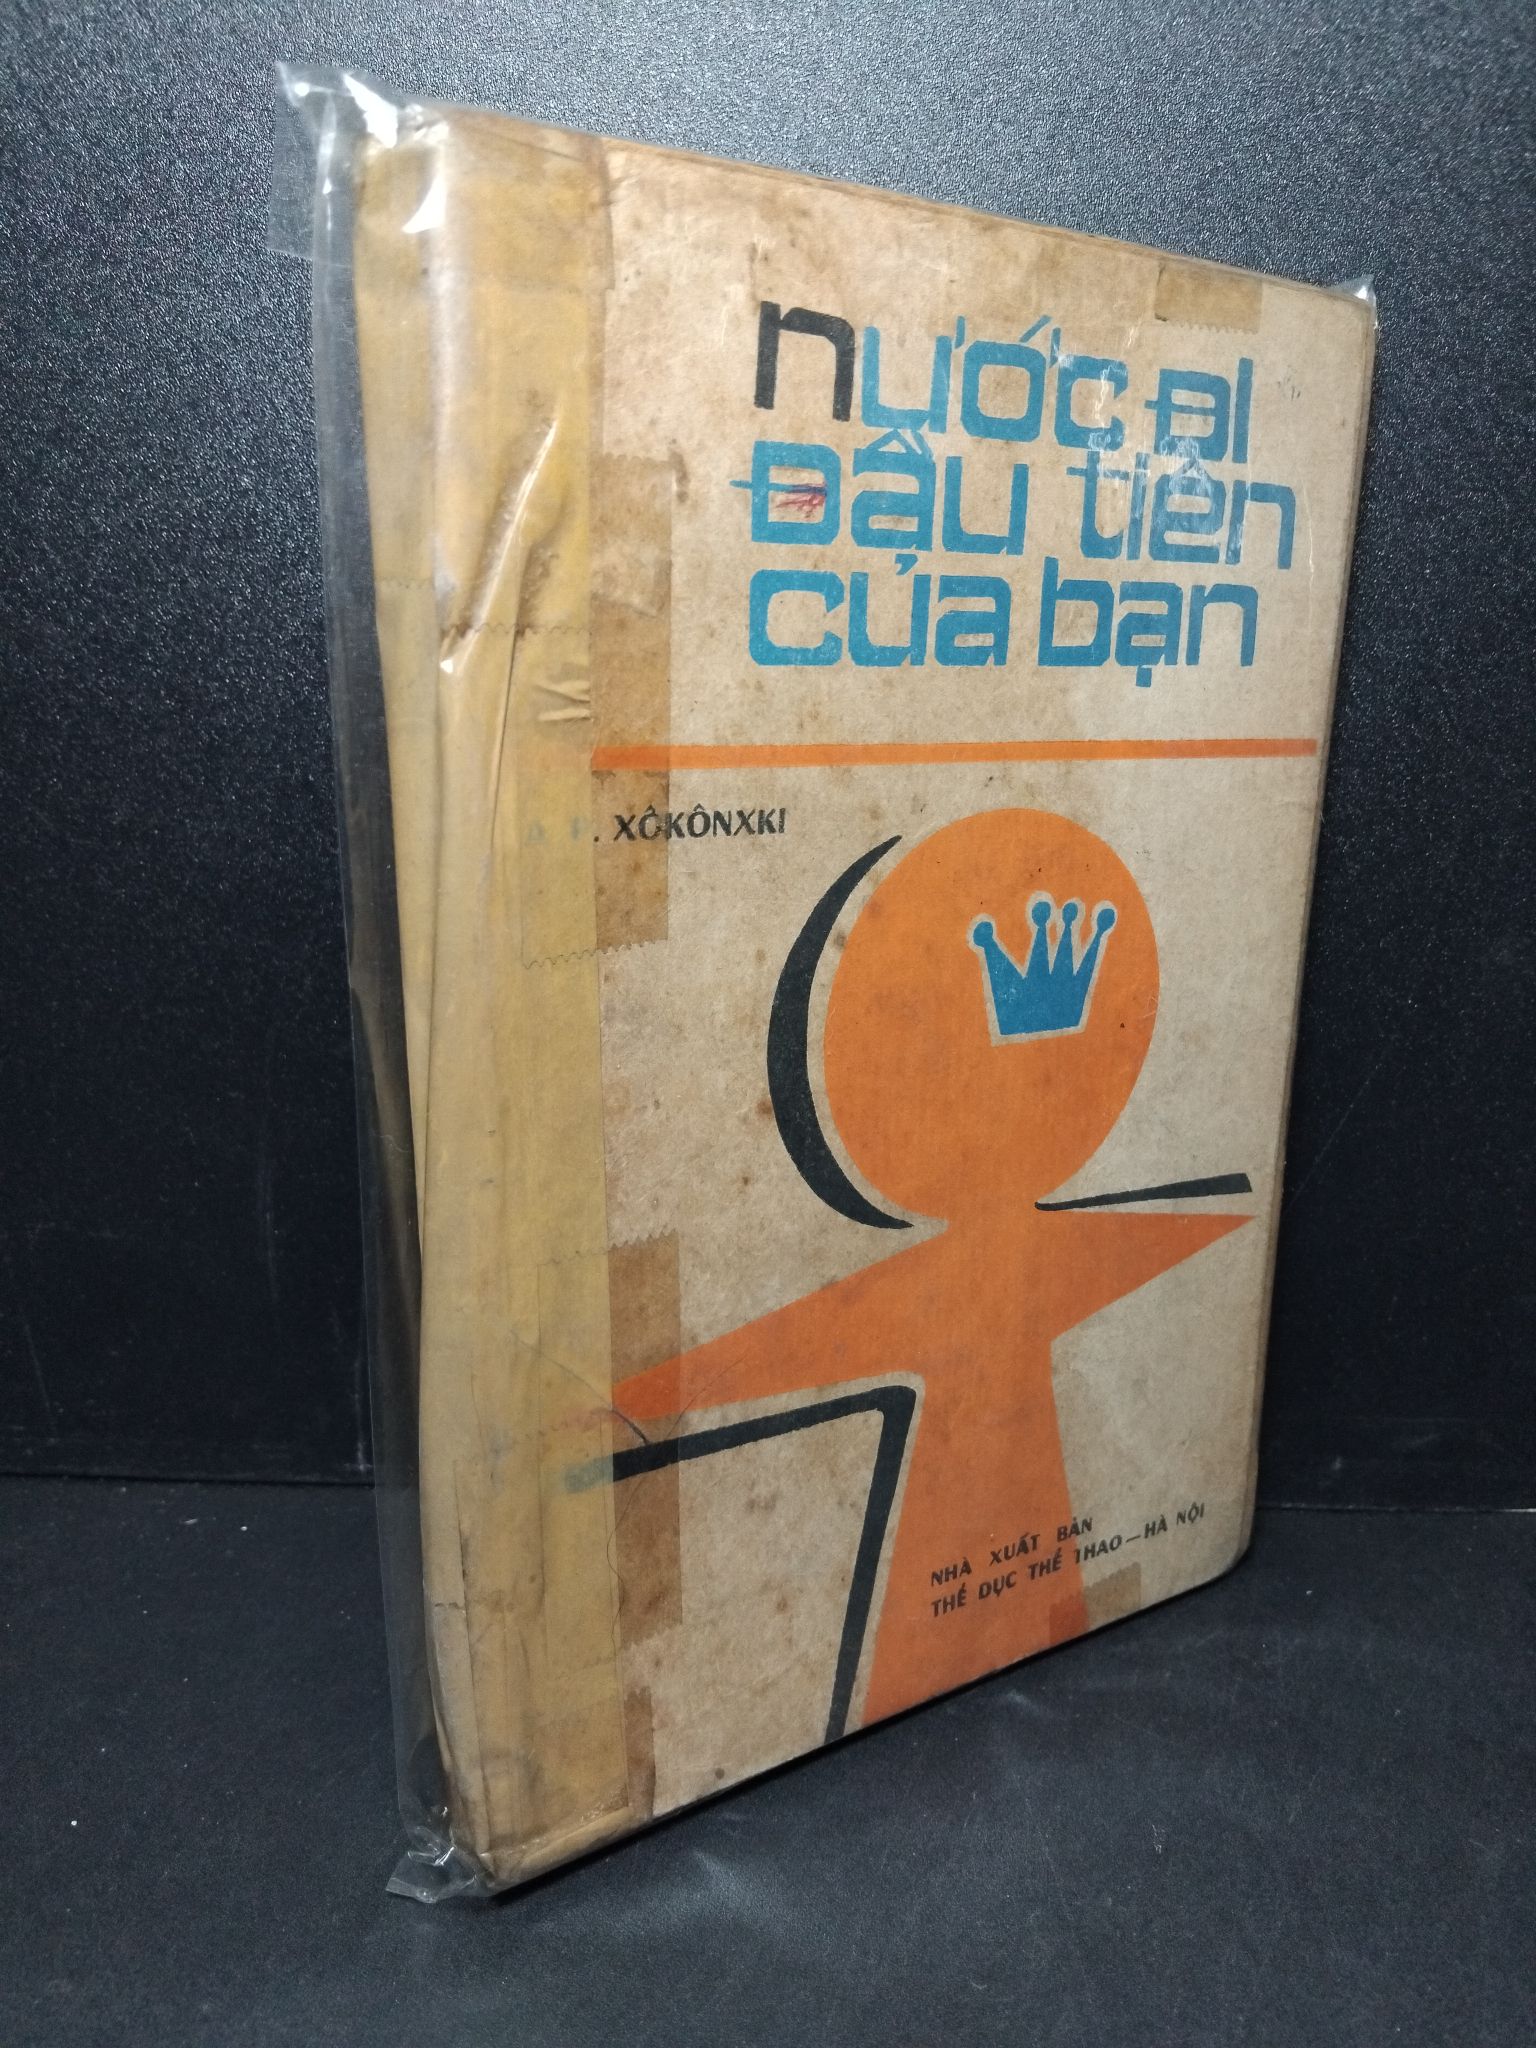 nước đi
đầu tiên
của bạn
. XÔKÔNXKI
NHÀ XUẤT BẢN
THỂ DỤC THỂ THAO — HÀ NỘI